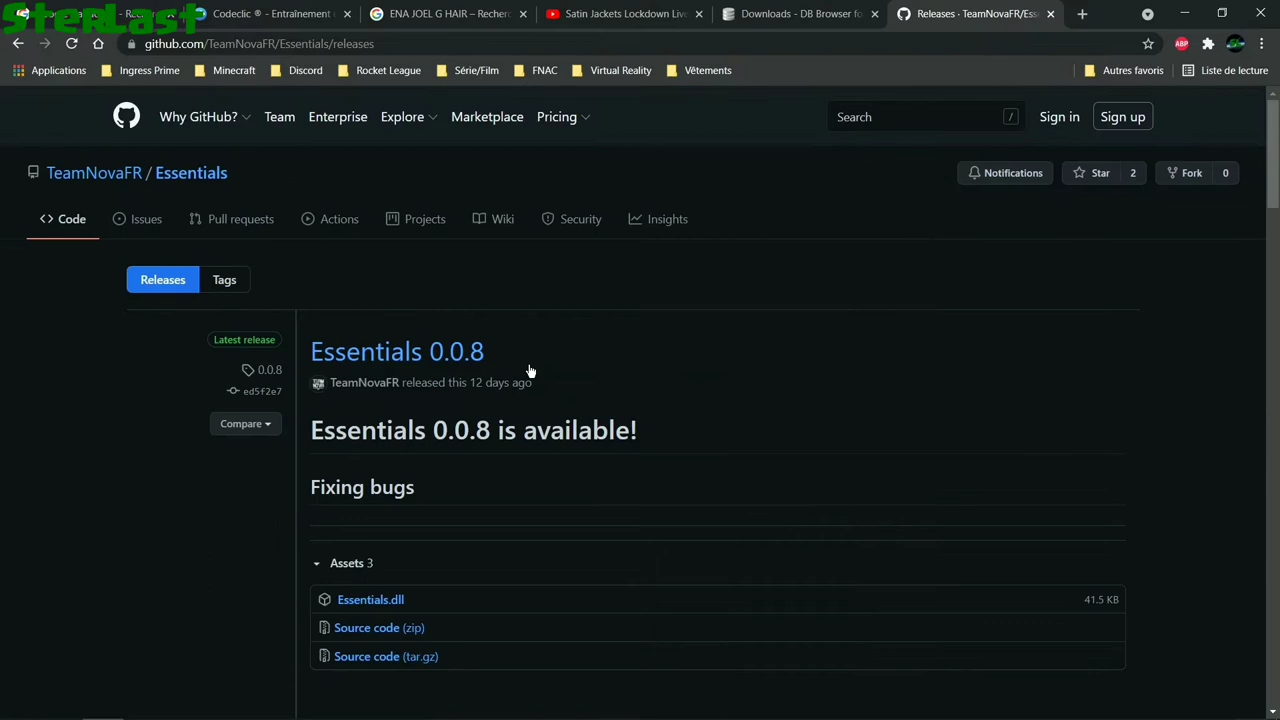 SterLast
Codeclic ® - Entraînement
ENA JOEL G HAIR – Recher
Satin Jackets Lockdown Liv
Downloads - DB Browser fo
Releases · TeamNovaFR/Ess
github.com/TeamNovaFR/Essentials/releases
ABP
Applications Ingress Prime Minecraft Discord Rocket League Série/Film FNAC Virtual Reality Vêtements Autres favoris Liste de lecture
Why GitHub? Team Enterprise Explore Marketplace Pricing Search / Sign in Sign up
TeamNovaFR / Essentials Notifications Star 2 Fork 0
Code Issues Pull requests Actions Projects Wiki Security Insights
Releases Tags
Latest release
0.0.8
ed5f2e7
Compare
Essentials 0.0.8
TeamNovaFR released this 12 days ago
Essentials 0.0.8 is available!
Fixing bugs
Assets 3
Essentials.dll 41.5 KB
Source code (zip)
Source code (tar.gz)